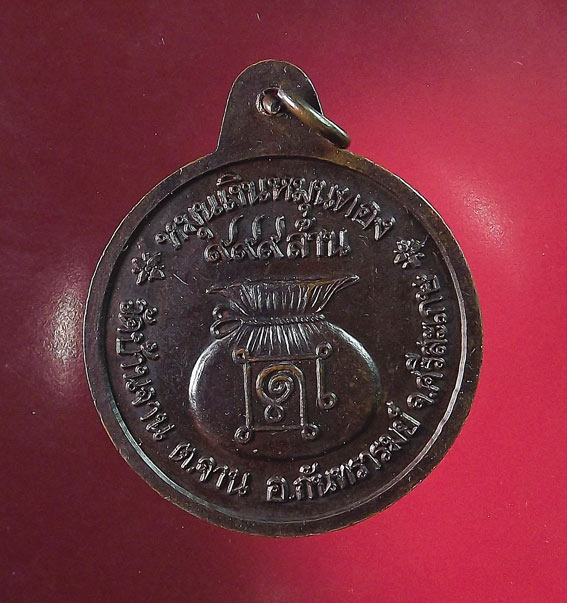 หมุนเงินหมุนทอง
๙๙๙ล้าน
วัดบ้านจาน ต.จาน อ.กันทรารมย์ จ.ศรีสะเกษ